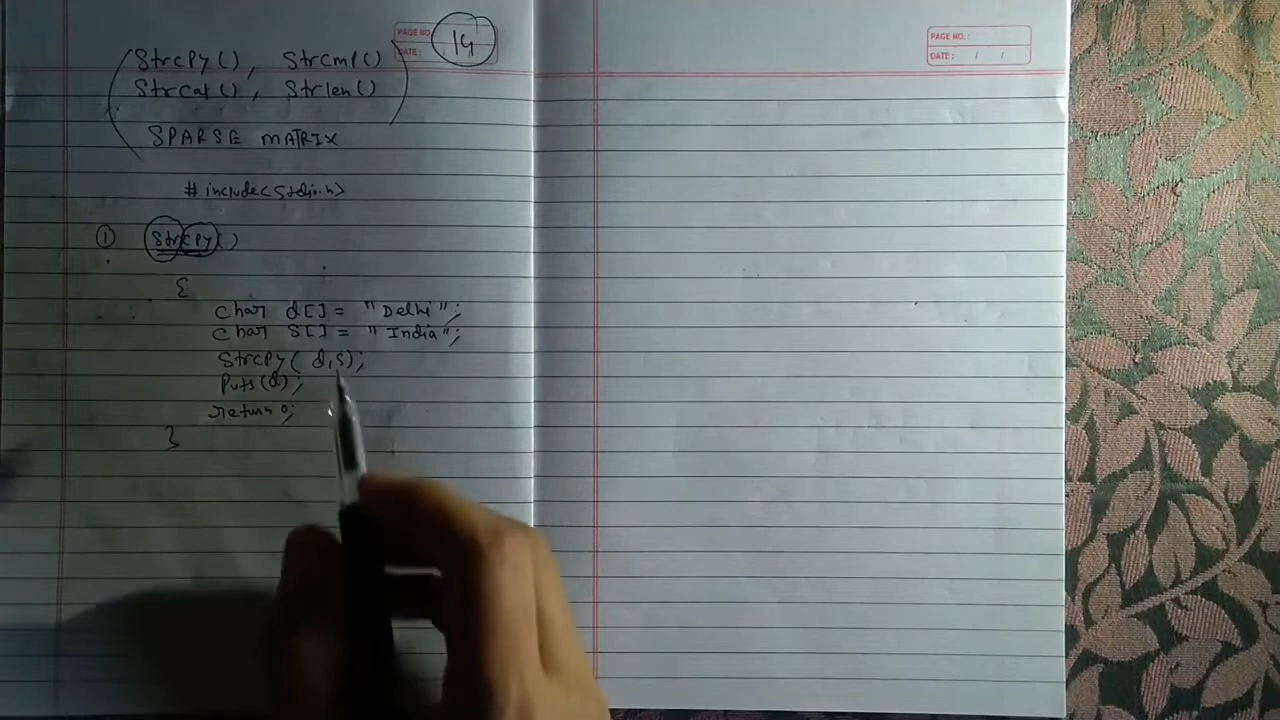 PAGE NO.
DATE:
14
Strcpy(), Strcmp()
Strcat(), Strlen()
SPARSE MATRIX
#include<stdio.h>
① Strcpy()
{
char d[] = "Delhi";
char s[] = "India";
Strcpy( d,s);
Puts(d);
return 0;
}
PAGE NO.:
DATE: / /